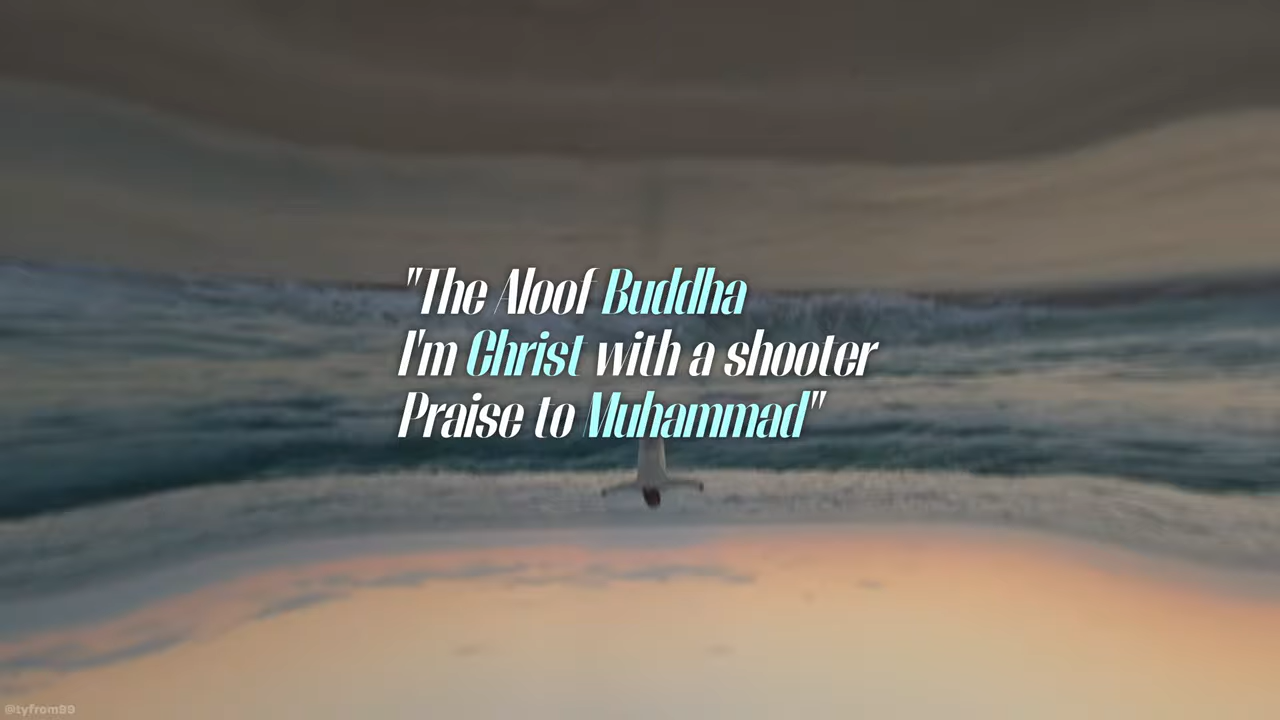 "The Aloof Buddha
I'm Christ with a shooter
Praise to Muhammad"
@tyfrom99